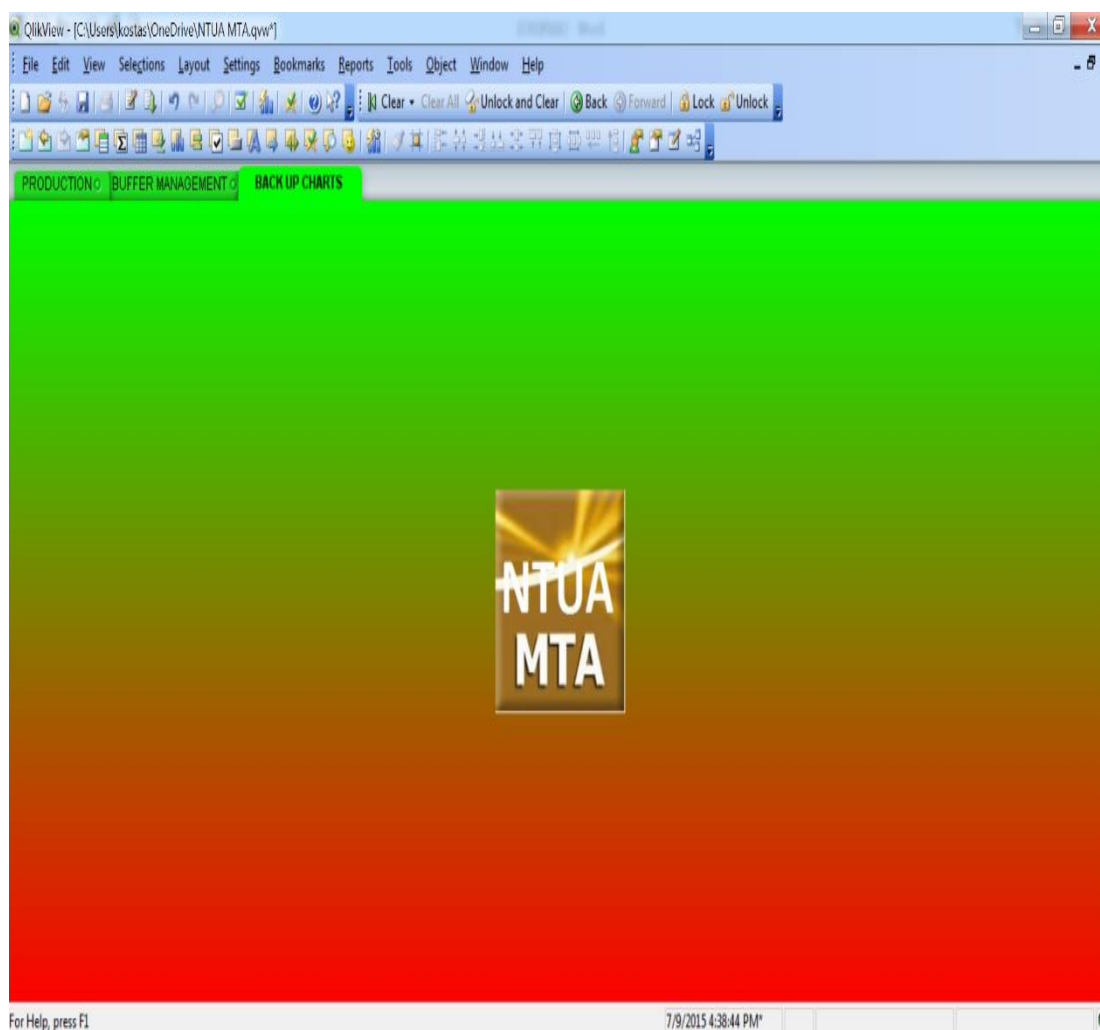 QlikView - [C:\Users\kostas\OneDrive\NTUA MTA.qvw*]
File Edit View Selections Layout Settings Bookmarks Reports Tools Object Window Help
Clear Clear All Unlock and Clear Back Forward Lock Unlock
PRODUCTION BUFFER MANAGEMENT BACK UP CHARTS
NTUA
MTA
For Help, press F1 7/9/2015 4:38:44 PM*